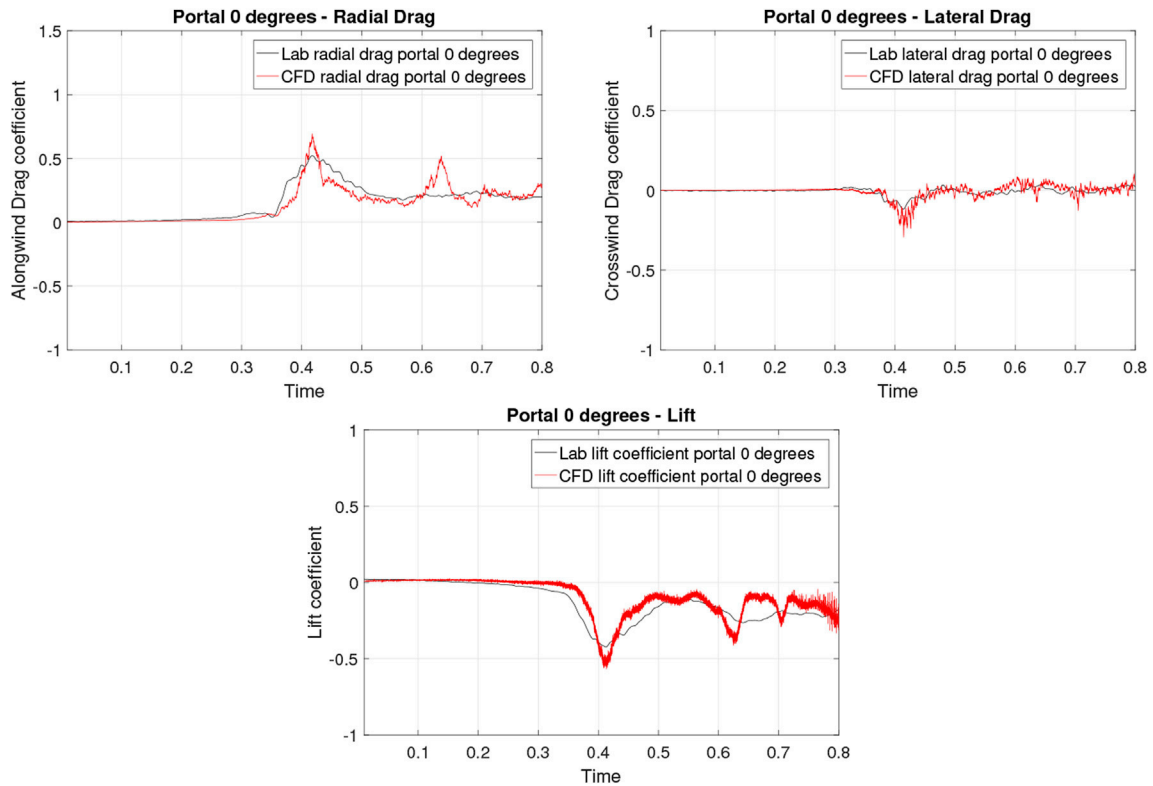 Portal 0 degrees - Radial Drag
1.5
1
0.5
0
-0.5
-1
Alongwind Drag coefficient
Lab radial drag portal 0 degrees
CFD radial drag portal 0 degrees
0.1 0.2 0.3 0.4 0.5 0.6 0.7 0.8
Time
Portal 0 degrees - Lateral Drag
1
0.5
0
-0.5
-1
Crosswind Drag coefficient
Lab lateral drag portal 0 degrees
CFD lateral drag portal 0 degrees
0.1 0.2 0.3 0.4 0.5 0.6 0.7 0.8
Time
Portal 0 degrees - Lift
1
0.5
0
-0.5
-1
Lift coefficient
Lab lift coefficient portal 0 degrees
CFD lift coefficient portal 0 degrees
0.1 0.2 0.3 0.4 0.5 0.6 0.7 0.8
Time